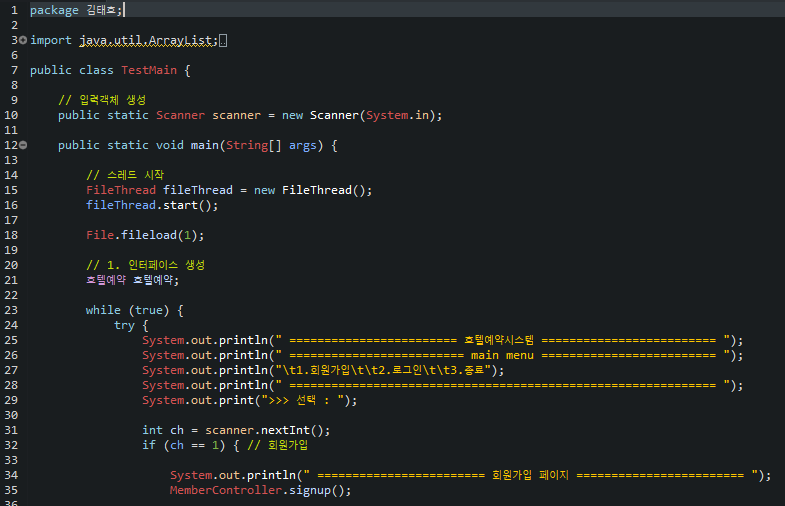 1 package 김태호;
2
3 import java.util.ArrayList;
6
7 public class TestMain {
8
9 // 입력객체 생성
10 public static Scanner scanner = new Scanner(System.in);
11
12 public static void main(String[] args) {
13
14 // 스레드 시작
15 FileThread fileThread = new FileThread();
16 fileThread.start();
17
18 File.fileload(1);
19
20 // 1. 인터페이스 생성
21 호텔예약 호텔예약;
22
23 while (true) {
24 try {
25 System.out.println(" ======================== 호텔예약시스템 ========================= ");
26 System.out.println(" ========================= main menu ========================= ");
27 System.out.println("\t1.회원가입\t\t2.로그인\t\t3.종료");
28 System.out.println(" ============================================================= ");
29 System.out.print(">>> 선택 : ");
30
31 int ch = scanner.nextInt();
32 if (ch == 1) { // 회원가입
33
34 System.out.println(" ======================== 회원가입 페이지 ======================== ");
35 MemberController.signup();
36